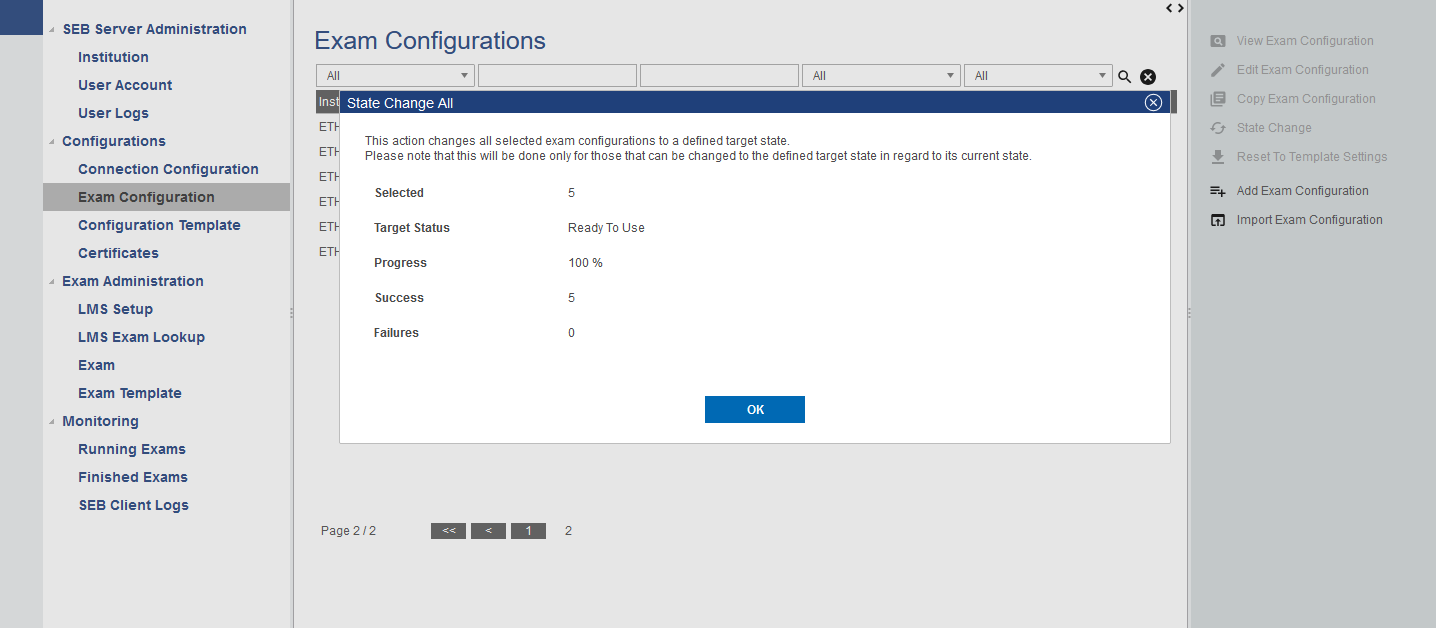 SEB Server Administration
Institution
User Account
User Logs
Configurations
Connection Configuration
Exam Configuration
Configuration Template
Certificates
Exam Administration
LMS Setup
LMS Exam Lookup
Exam
Exam Template
Monitoring
Running Exams
Finished Exams
SEB Client Logs
Exam Configurations
All All All
Inst
ETH
ETH
ETH
ETH
ETH
ETH
State Change All
This action changes all selected exam configurations to a defined target state.
Please note that this will be done only for those that can be changed to the defined target state in regard to its current state.
Selected 5
Target Status Ready To Use
Progress 100 %
Success 5
Failures 0
OK
Page 2 / 2 << < 1 2
View Exam Configuration
Edit Exam Configuration
Copy Exam Configuration
State Change
Reset To Template Settings
Add Exam Configuration
Import Exam Configuration